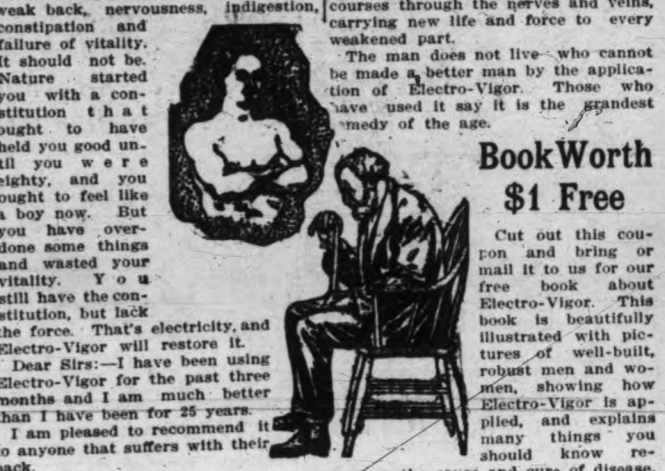 weak back, nervousness, indigestion,
constipation and
failure of vitality.
It should not be.
Nature started
you with a con-
stitution that
ought to have
held you good un-
til you were
eighty, and you
ought to feel like
a boy now. But
you have over-
done some things
and wasted your
vitality. You
still have the con-
stitution, but lack
the force. That's electricity, and
Electro-Vigor will restore it.
Dear Sirs:—I have been using
Electro-Vigor for the past three
months and I am much better
than I have been for 25 years.
I am pleased to recommend it
to anyone that suffers with their
back.
courses through the nerves and veins,
carrying new life and force to every
weakened part.
The man does not live who cannot
be made a better man by the applica-
tion of Electro-Vigor. Those who
have used it say it is the grandest
remedy of the age.
Book Worth
$1 Free
Cut out this cou-
pon and bring or
mail it to us for our
free book about
Electro-Vigor. This
book is beautifully
illustrated with pic-
tures of well-built,
robust men and wo-
men, showing how
Electro-Vigor is ap-
plied, and explains
many things you
should know re-
cure of disease